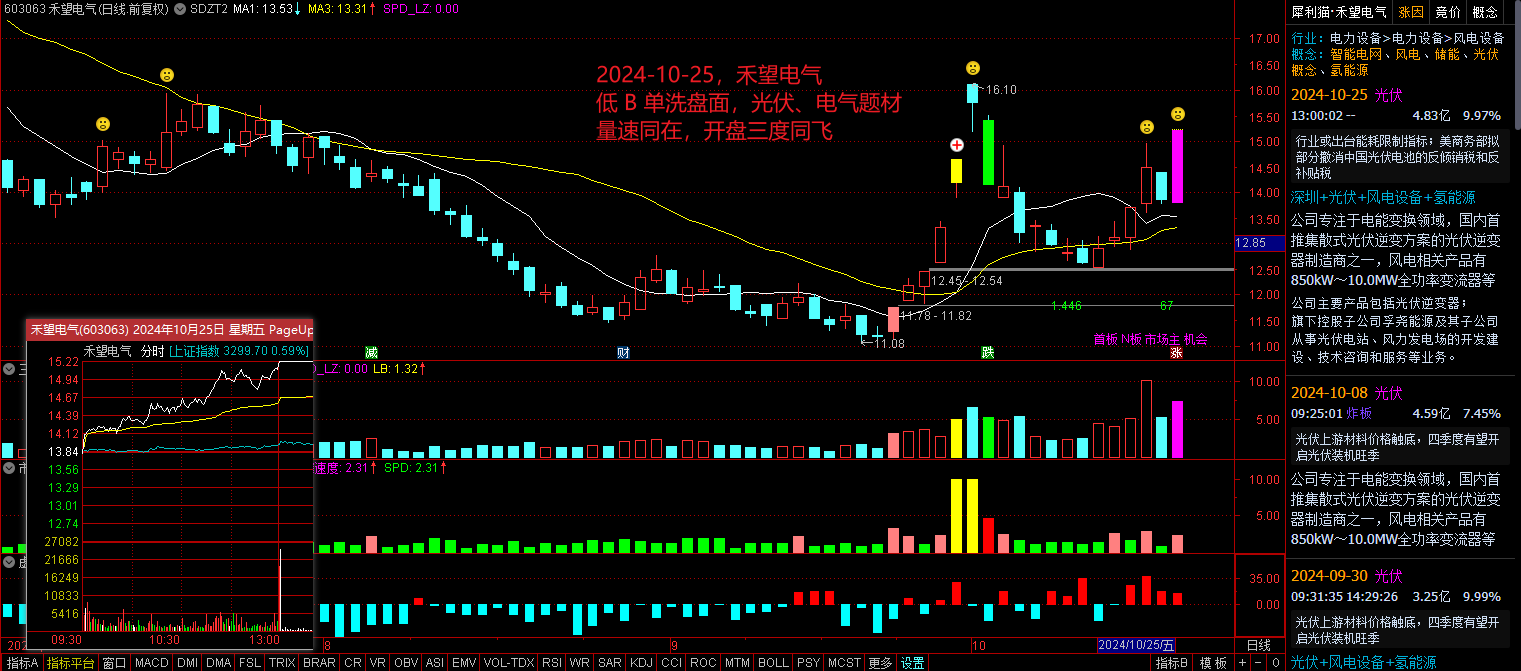 603063 禾望电气(日线.前复权) SDZT2 MA1: 13.53↓ MA3: 13.31↑ SPD_LZ: 0.00
2024-10-25，禾望电气
低 B 单洗盘面，光伏、电气题材
量速同在，开盘三度同飞
16.10
12.45-12.54
11.78-11.82
11.08
1.446
67
首板 N板 市场主 机会
减
财
跌
涨
17.00
16.50
16.00
15.50
15.00
14.50
14.00
13.50
12.85
12.50
12.00
11.50
11.00
D_LZ: 0.00 LB: 1.32↑
10.00
5.00
速度: 2.31↑ SPD: 2.31↑
10.00
5.00
35.00
0.00
禾望电气(603063) 2024年10月25日 星期五 PageUp
禾望电气 分时 [上证指数 3299.70 0.59%]
15.22
14.94
14.67
14.39
14.12
13.84
13.56
13.29
13.01
12.74
27082
21666
16249
10833
5416
09:30 10:30 13:00
8 9 10 2024/10/25/五 日线
指标A 指标平台 窗口 MACD DMI DMA FSL TRIX BRAR CR VR OBV ASI EMV VOL-TDX RSI WR SAR KDJ CCI ROC MTM BOLL PSY MCST 更多 设置 指标B 模 板 + − 0
犀利猫·禾望电气 涨因 竞价 概念
行业：电力设备>电力设备>风电设备
概念：智能电网、风电、储能、光伏
概念、氢能源
2024-10-25 光伏
13:00:02 -- 4.83亿 9.97%
行业或出台能耗限制指标；美商务部拟
部分撤消中国光伏电池的反倾销税和反
补贴税
深圳+光伏+风电设备+氢能源
公司专注于电能变换领域，国内首
推集散式光伏逆变方案的光伏逆变
器制造商之一，风电相关产品有
850kW～10.0MW全功率变流器等
公司主要产品包括光伏逆变器；
旗下控股子公司孚尧能源及其子公司
从事光伏电站、风力发电场的开发建
设、技术咨询和服务等业务。
2024-10-08 光伏
09:25:01 炸板 4.59亿 7.45%
光伏上游材料价格触底，四季度有望开
启光伏装机旺季
公司专注于电能变换领域，国内首
推集散式光伏逆变方案的光伏逆变
器制造商之一，风电相关产品有
850kW～10.0MW全功率变流器等
2024-09-30 光伏
09:31:35 14:29:26 3.25亿 9.99%
光伏上游材料价格触底，四季度有望开
启光伏装机旺季
光伏+风电设备+氢能源